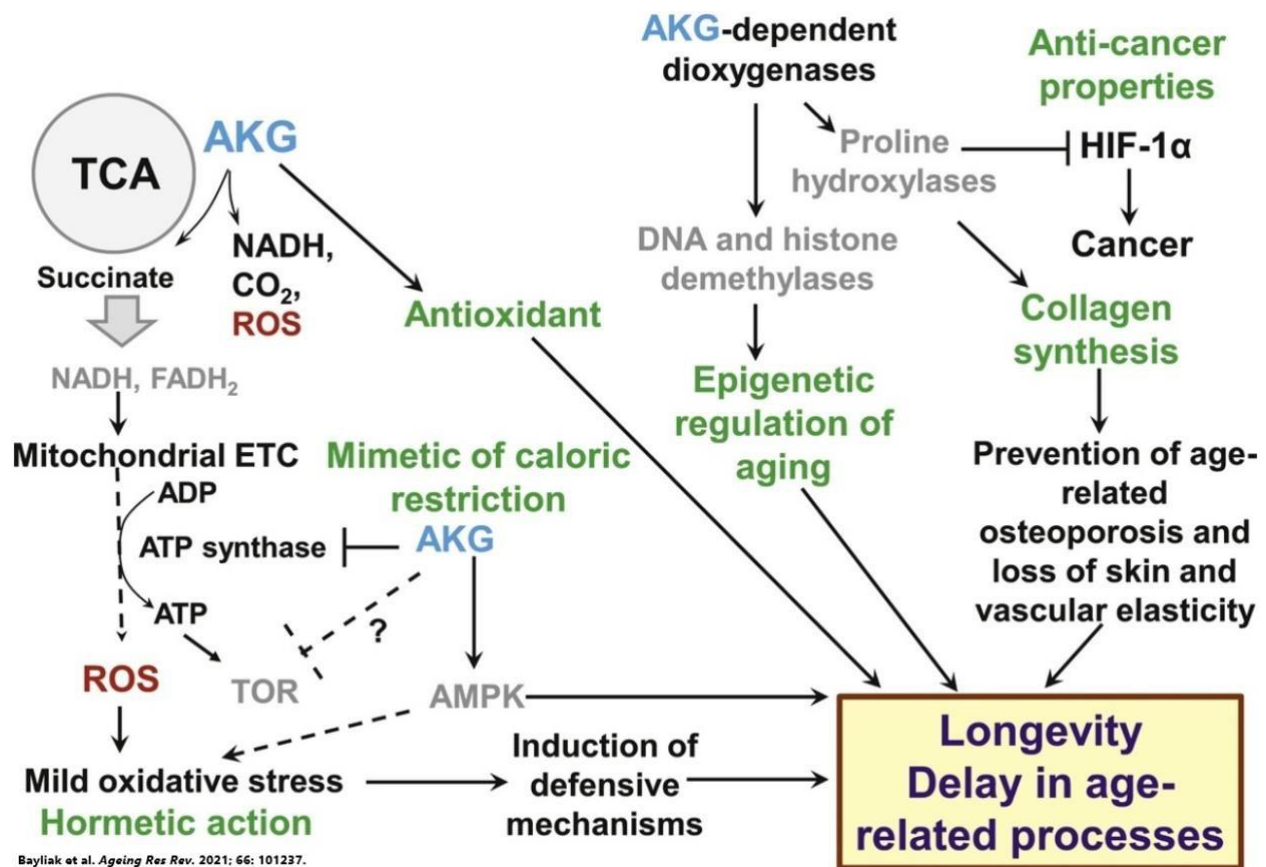 AKG-dependent
dioxygenases
Anti-cancer
properties
TCA
AKG
Proline
hydroxylases
HIF-1α
Succinate
NADH,
CO₂,
ROS
DNA and histone
demethylases
Cancer
Antioxidant
Collagen
synthesis
NADH, FADH₂
Epigenetic
regulation of
aging
Mitochondrial ETC
ADP
ATP synthase
ATP
Mimetic of caloric
restriction
AKG
?
Prevention of age-
related
osteoporosis and
loss of skin and
vascular elasticity
ROS
TOR
AMPK
Mild oxidative stress
Hormetic action
Induction of
defensive
mechanisms
Longevity
Delay in age-
related processes
Bayliak et al. Ageing Res Rev. 2021; 66: 101237.